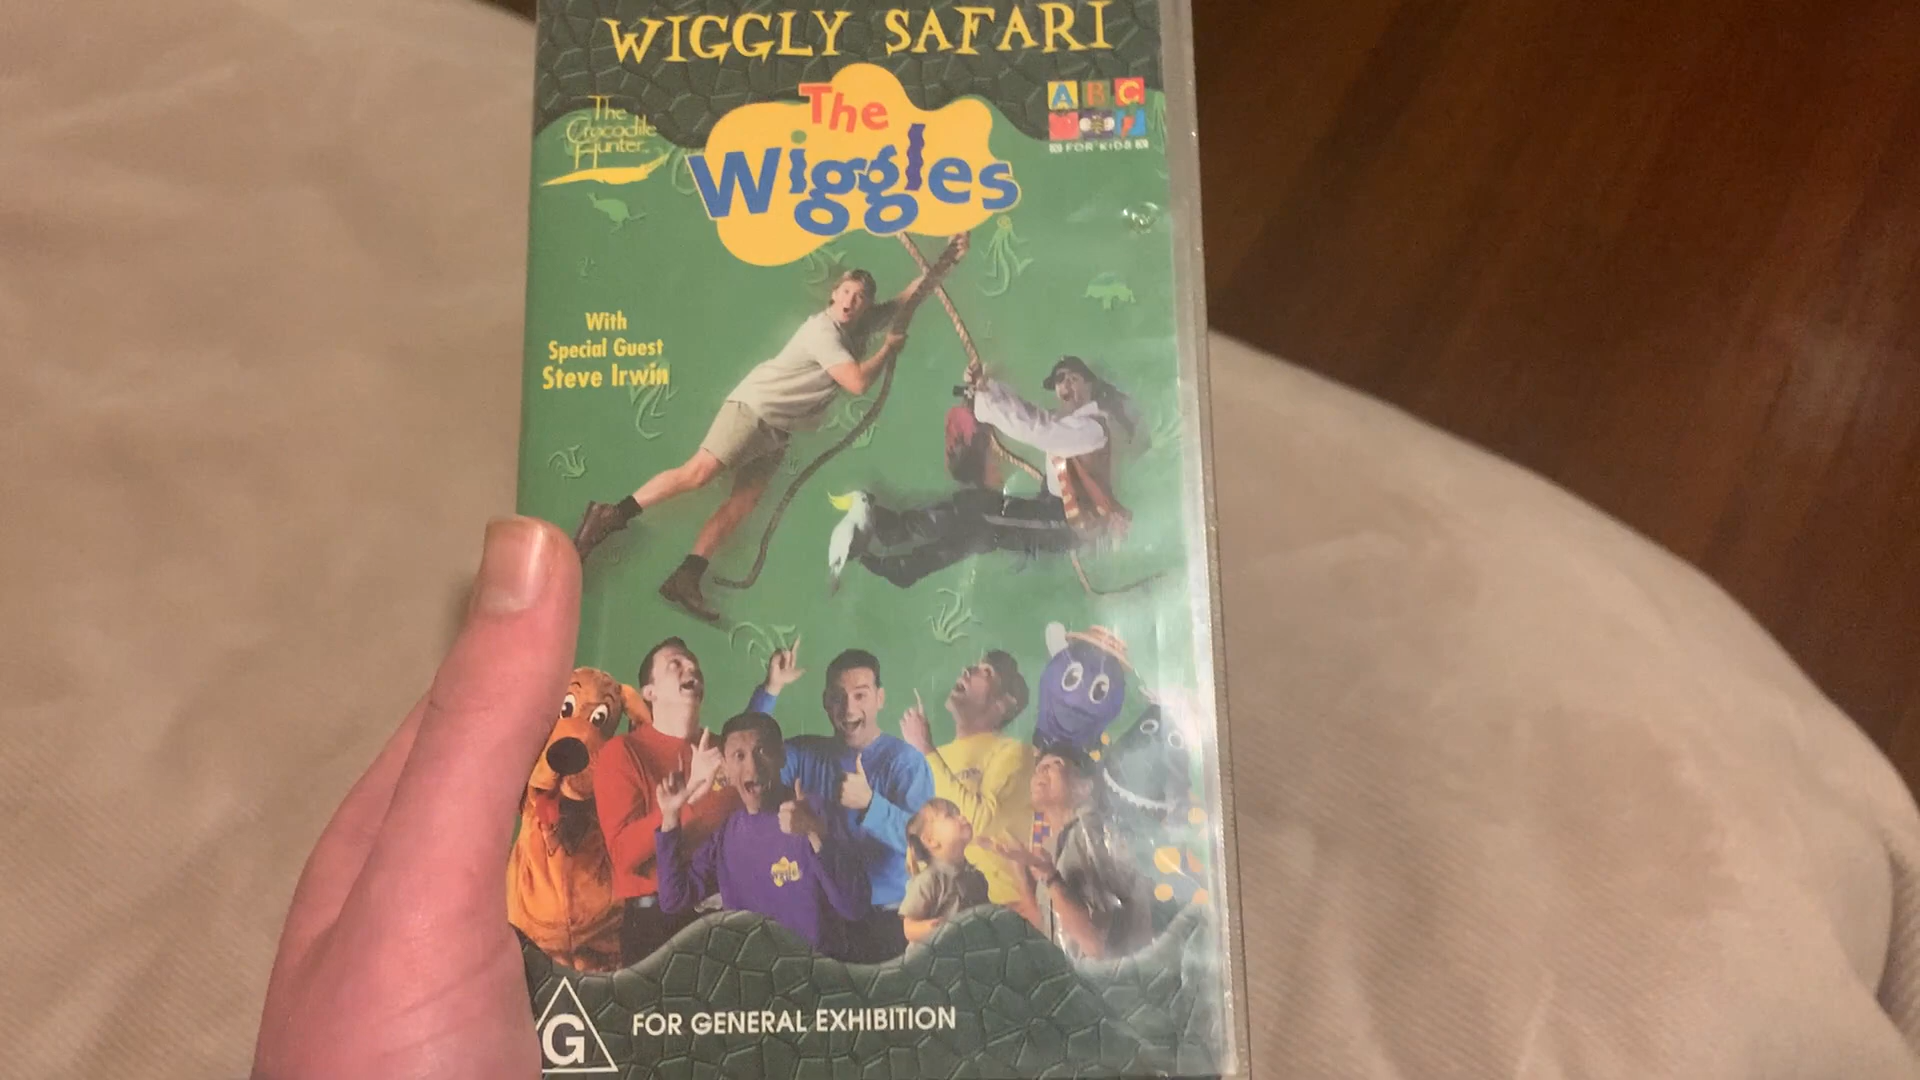 WIGGLY SAFARI
The
Wiggles
The
Crocodile
Hunter
ABC
FOR KIDS
With
Special Guest
Steve Irwin
G
FOR GENERAL EXHIBITION